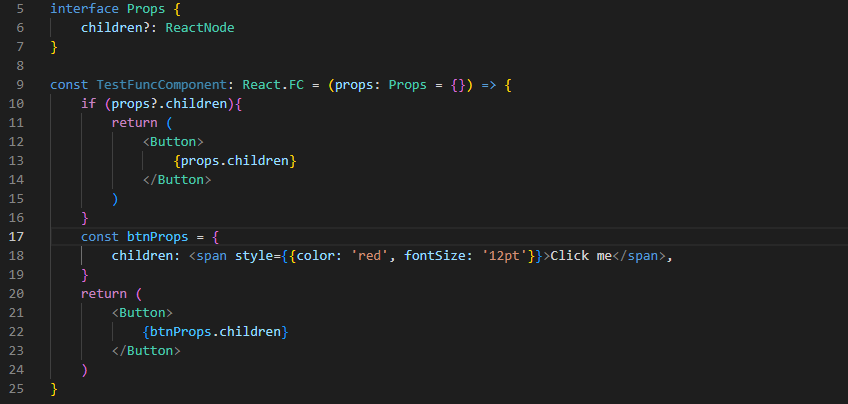 5 interface Props {
6     children?: ReactNode
7 }
8
9 const TestFuncComponent: React.FC = (props: Props = {}) => {
10     if (props?.children){
11         return (
12             <Button>
13                 {props.children}
14             </Button>
15         )
16     }
17     const btnProps = {
18         children: <span style={{color: 'red', fontSize: '12pt'}}>Click me</span>,
19     }
20     return (
21         <Button>
22             {btnProps.children}
23         </Button>
24     )
25 }